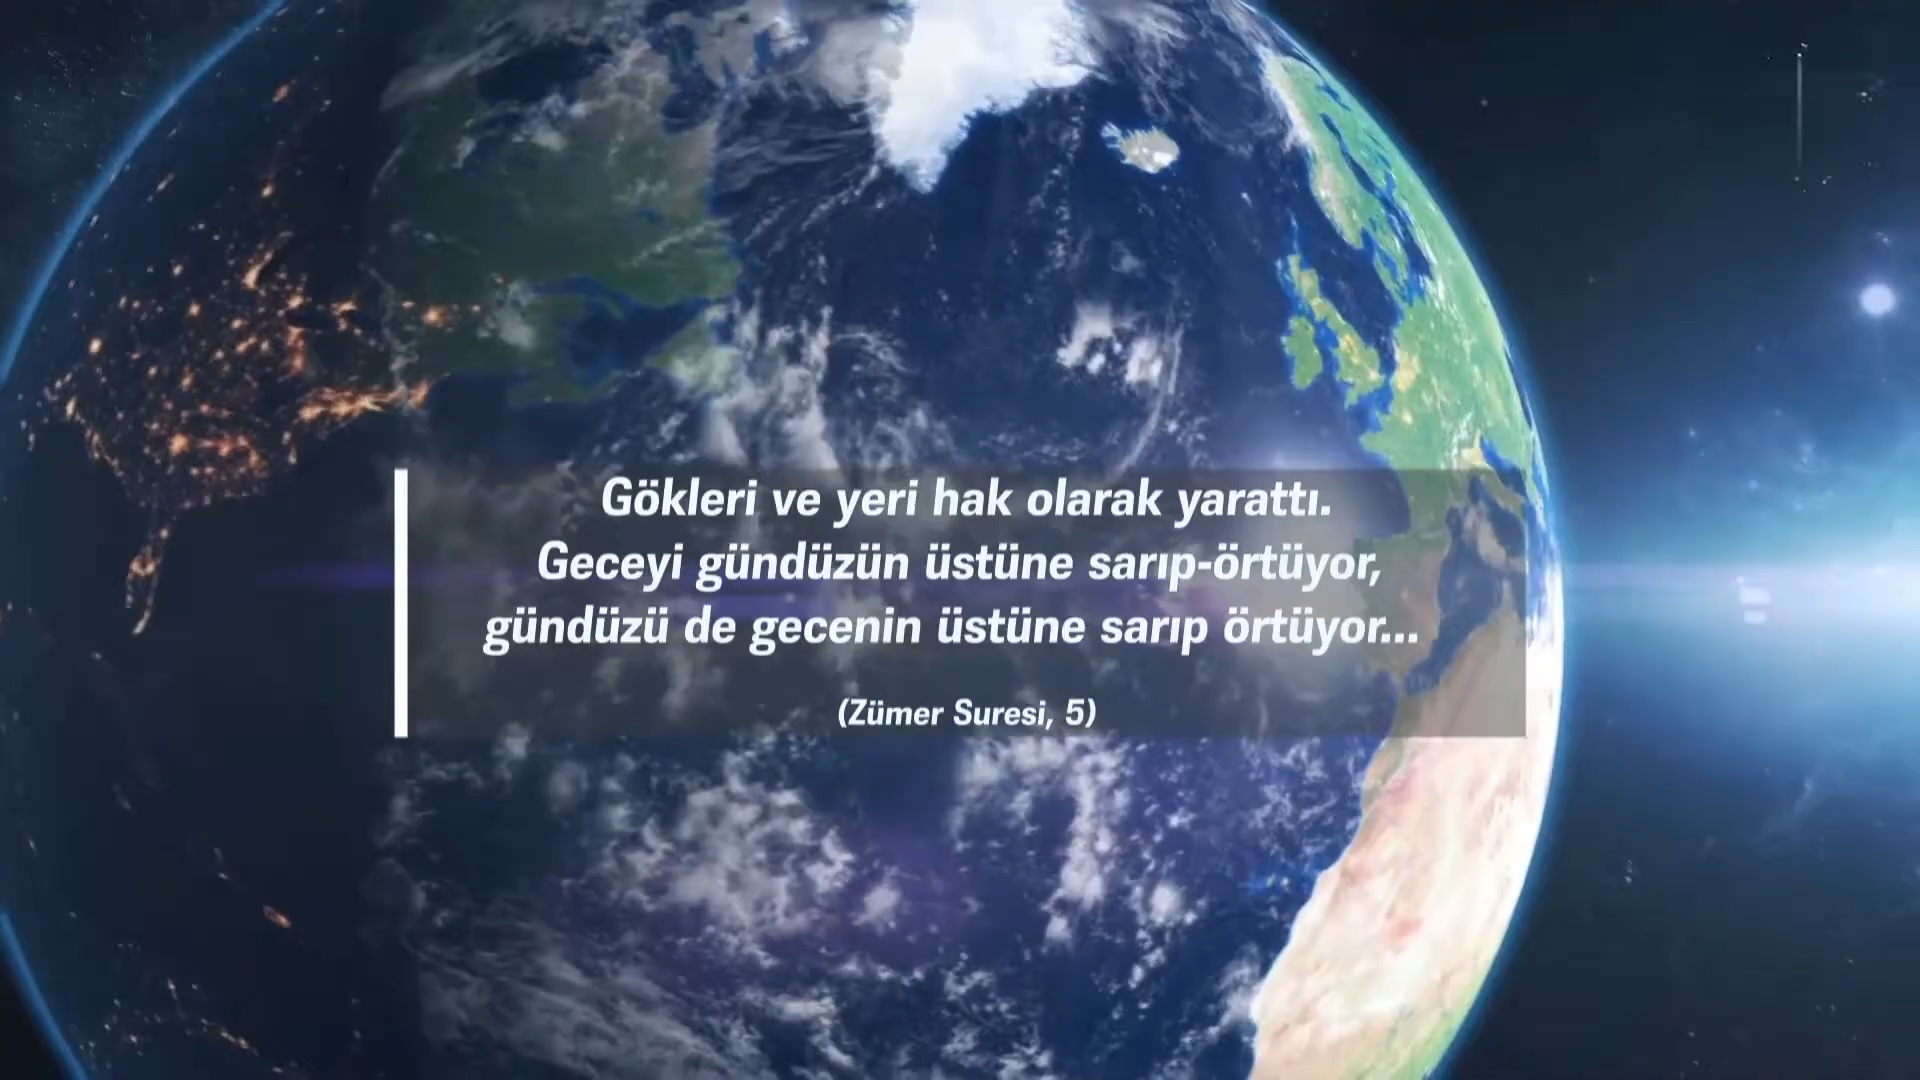 Gökleri ve yeri hak olarak yarattı.
Geceyi gündüzün üstüne sarıp-örtüyor,
gündüzü de gecenin üstüne sarıp örtüyor...
(Zümer Suresi, 5)